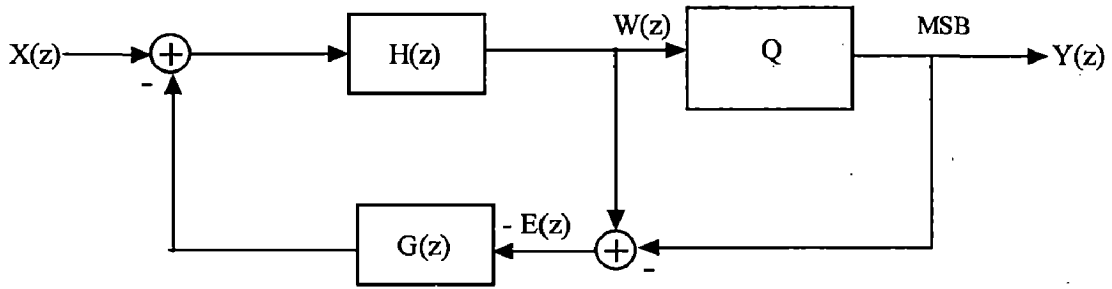 X(z)
+
-
H(z)
W(z)
Q
MSB
Y(z)
G(z)
- E(z)
+
-